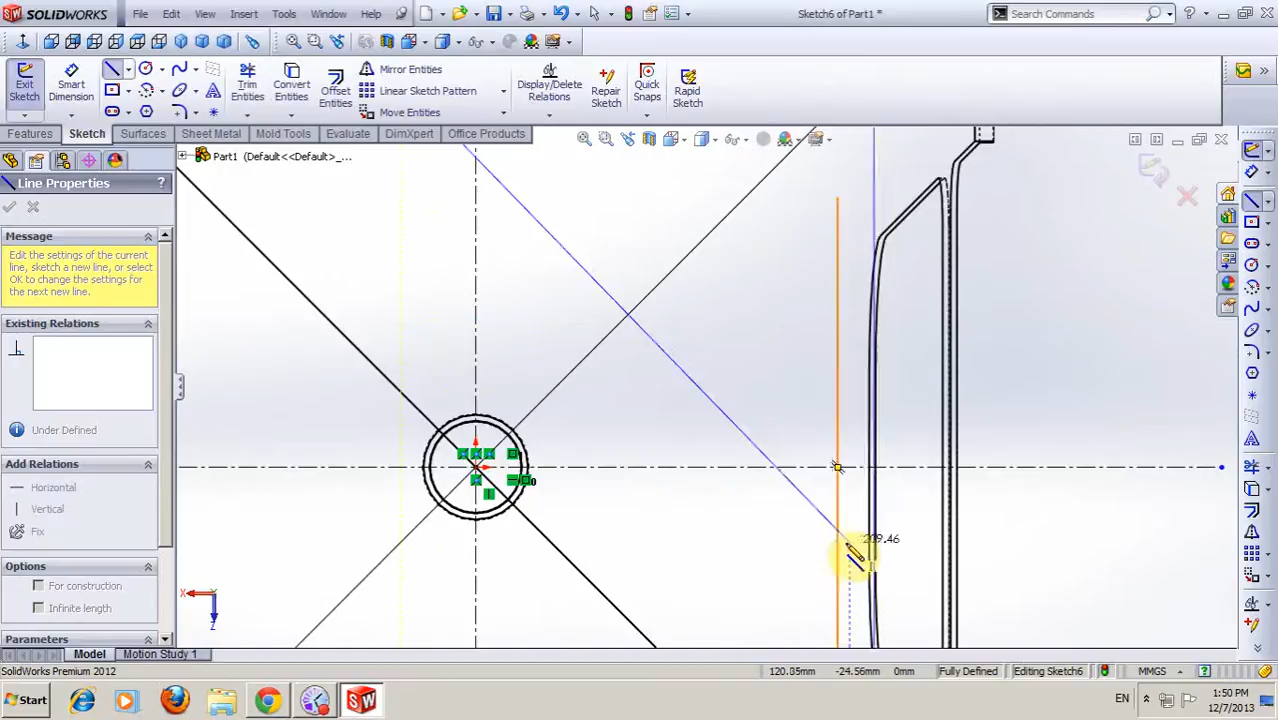 SOLIDWORKS File Edit View Insert Tools Window Help Sketch6 of Part1 * Search Commands
Exit Sketch
Smart Dimension
Trim Entities
Convert Entities
Offset Entities
Mirror Entities
Linear Sketch Pattern
Move Entities
Display/Delete Relations
Repair Sketch
Quick Snaps
Rapid Sketch
Features Sketch Surfaces Sheet Metal Mold Tools Evaluate DimXpert Office Products
Part1 (Default<<Default>_...
Line Properties ?
Message
Edit the settings of the current
line, sketch a new line, or select
OK to change the settings for
the next new line.
Existing Relations
Under Defined
Add Relations
Horizontal
Vertical
Fix
Options
For construction
Infinite length
Parameters
X
Z
Model Motion Study 1
SolidWorks Premium 2012 120.85mm -24.56mm 0mm Fully Defined Editing Sketch6 MMGS
Start EN 1:50 PM
12/7/2013